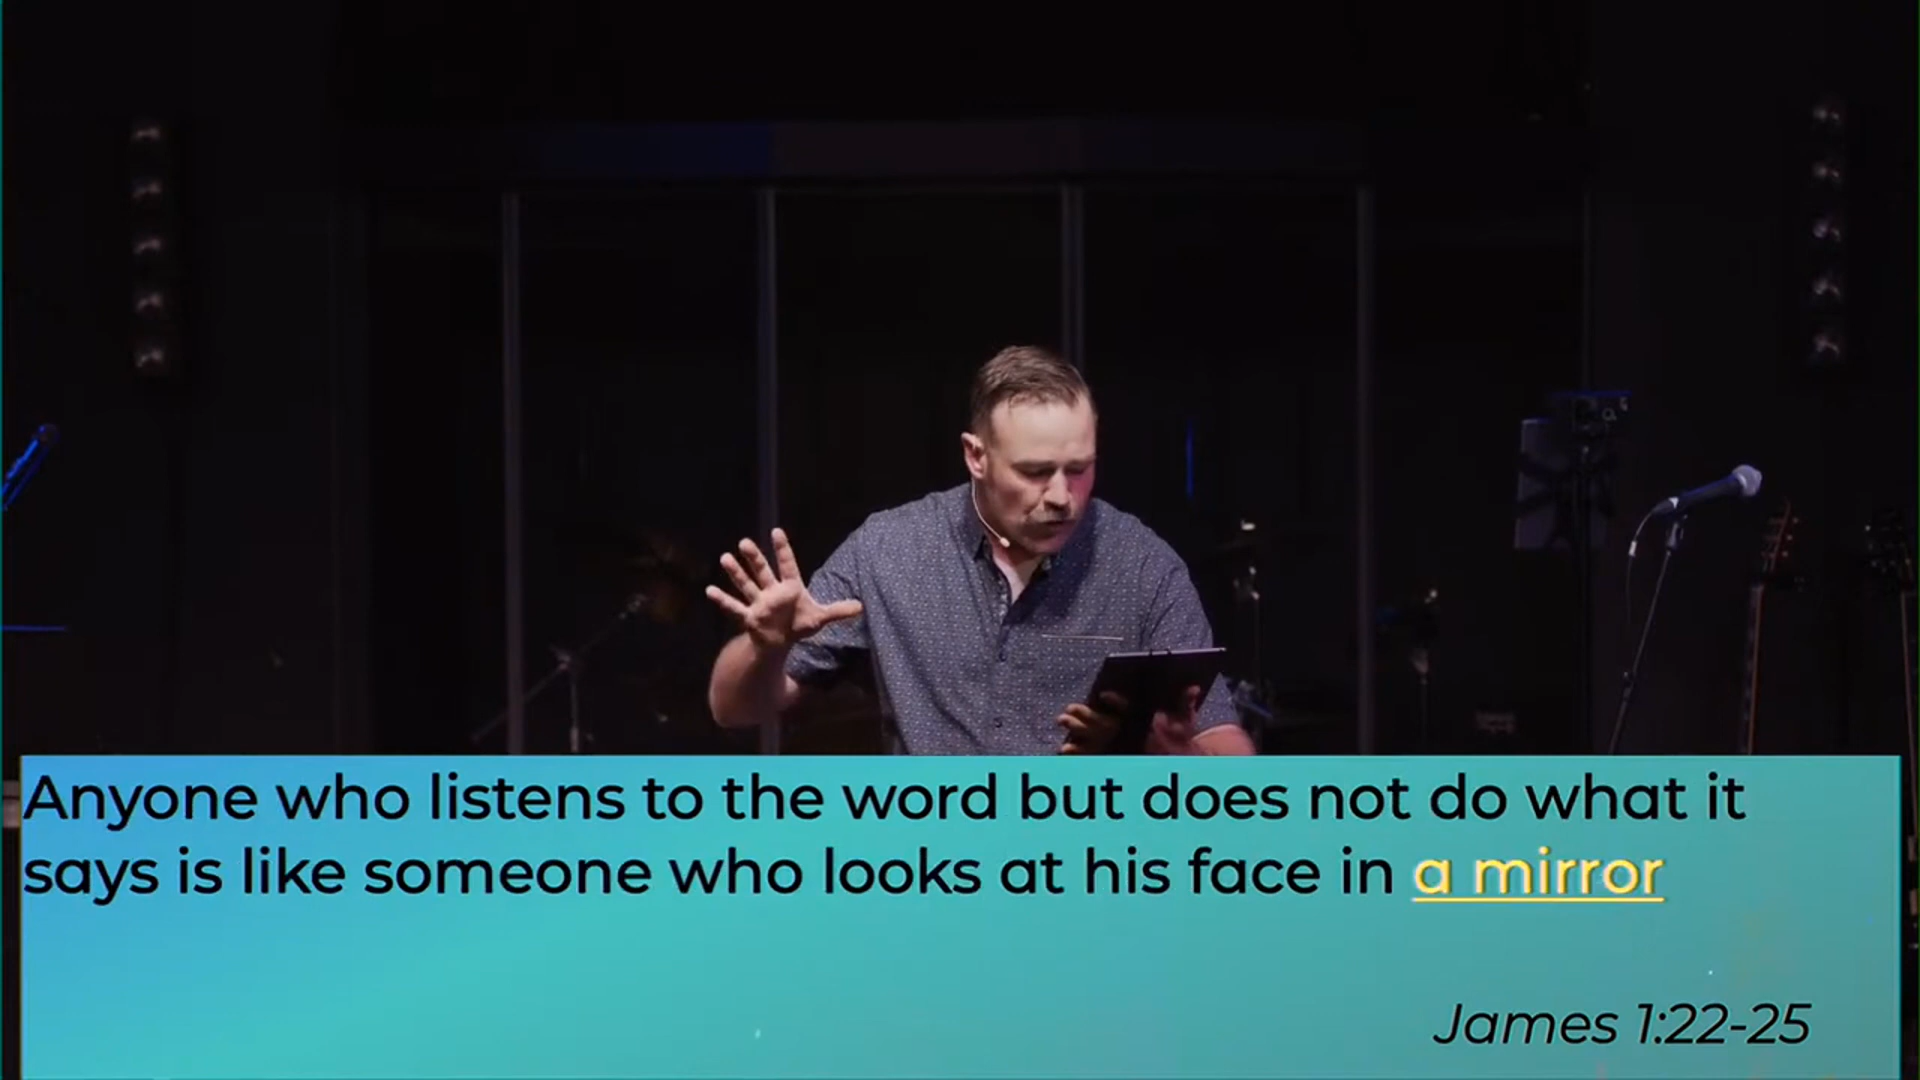 Anyone who listens to the word but does not do what it
says is like someone who looks at his face in a mirror
James 1:22-25